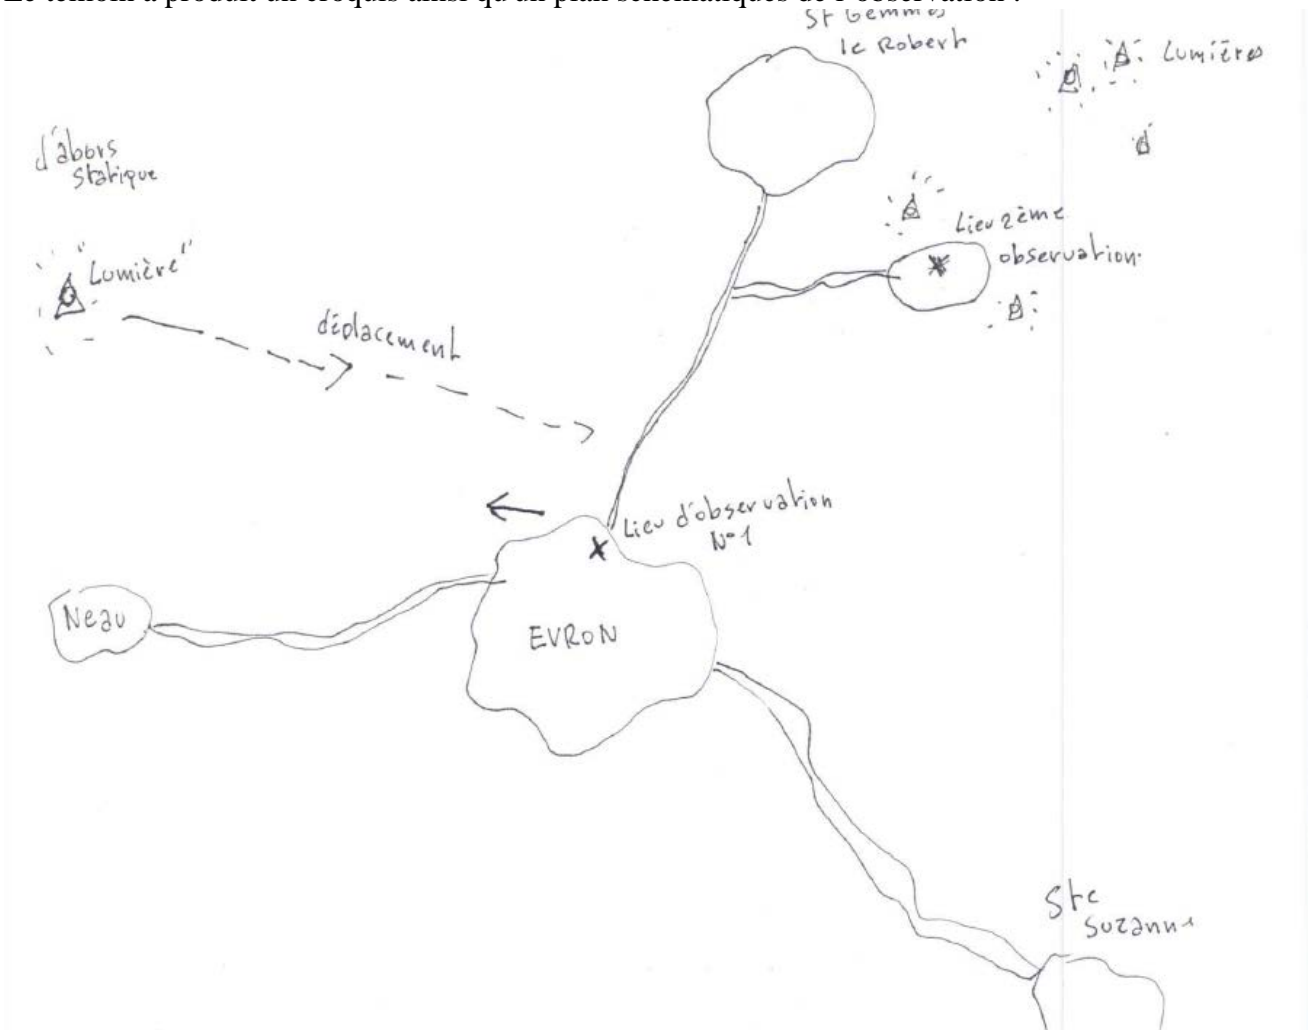 Le témoin a produit un croquis ainsi qu'un plan schématiques de l'observation :
St Gemmes
le Robert
Lumières
d'abors
statique
"Lumière"
Lieu 2ème
observation
déplacement
Lieu d'observation
N°1
Neau
EVRON
Ste
Suzanne